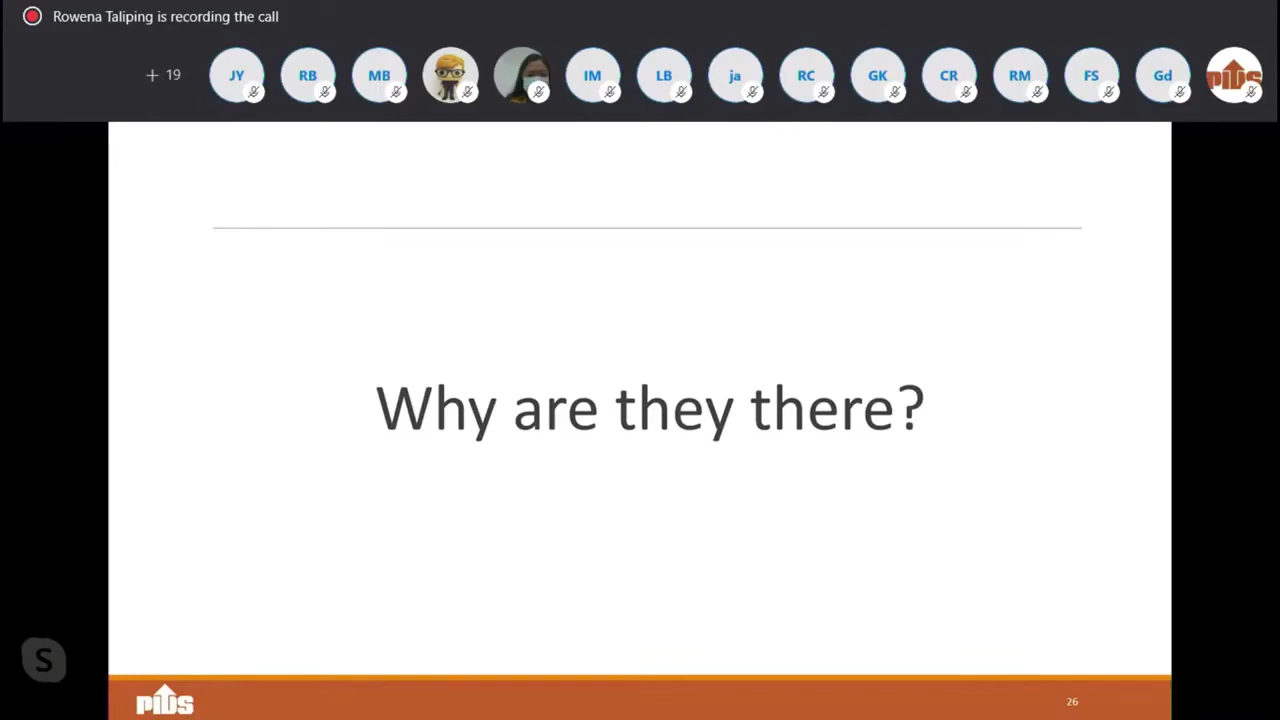 Rowena Taliping is recording the call
+ 19 JY RB MB IM LB ja RC GK CR RM FS Gd PIDS
Why are they there?
S
PIDS 26